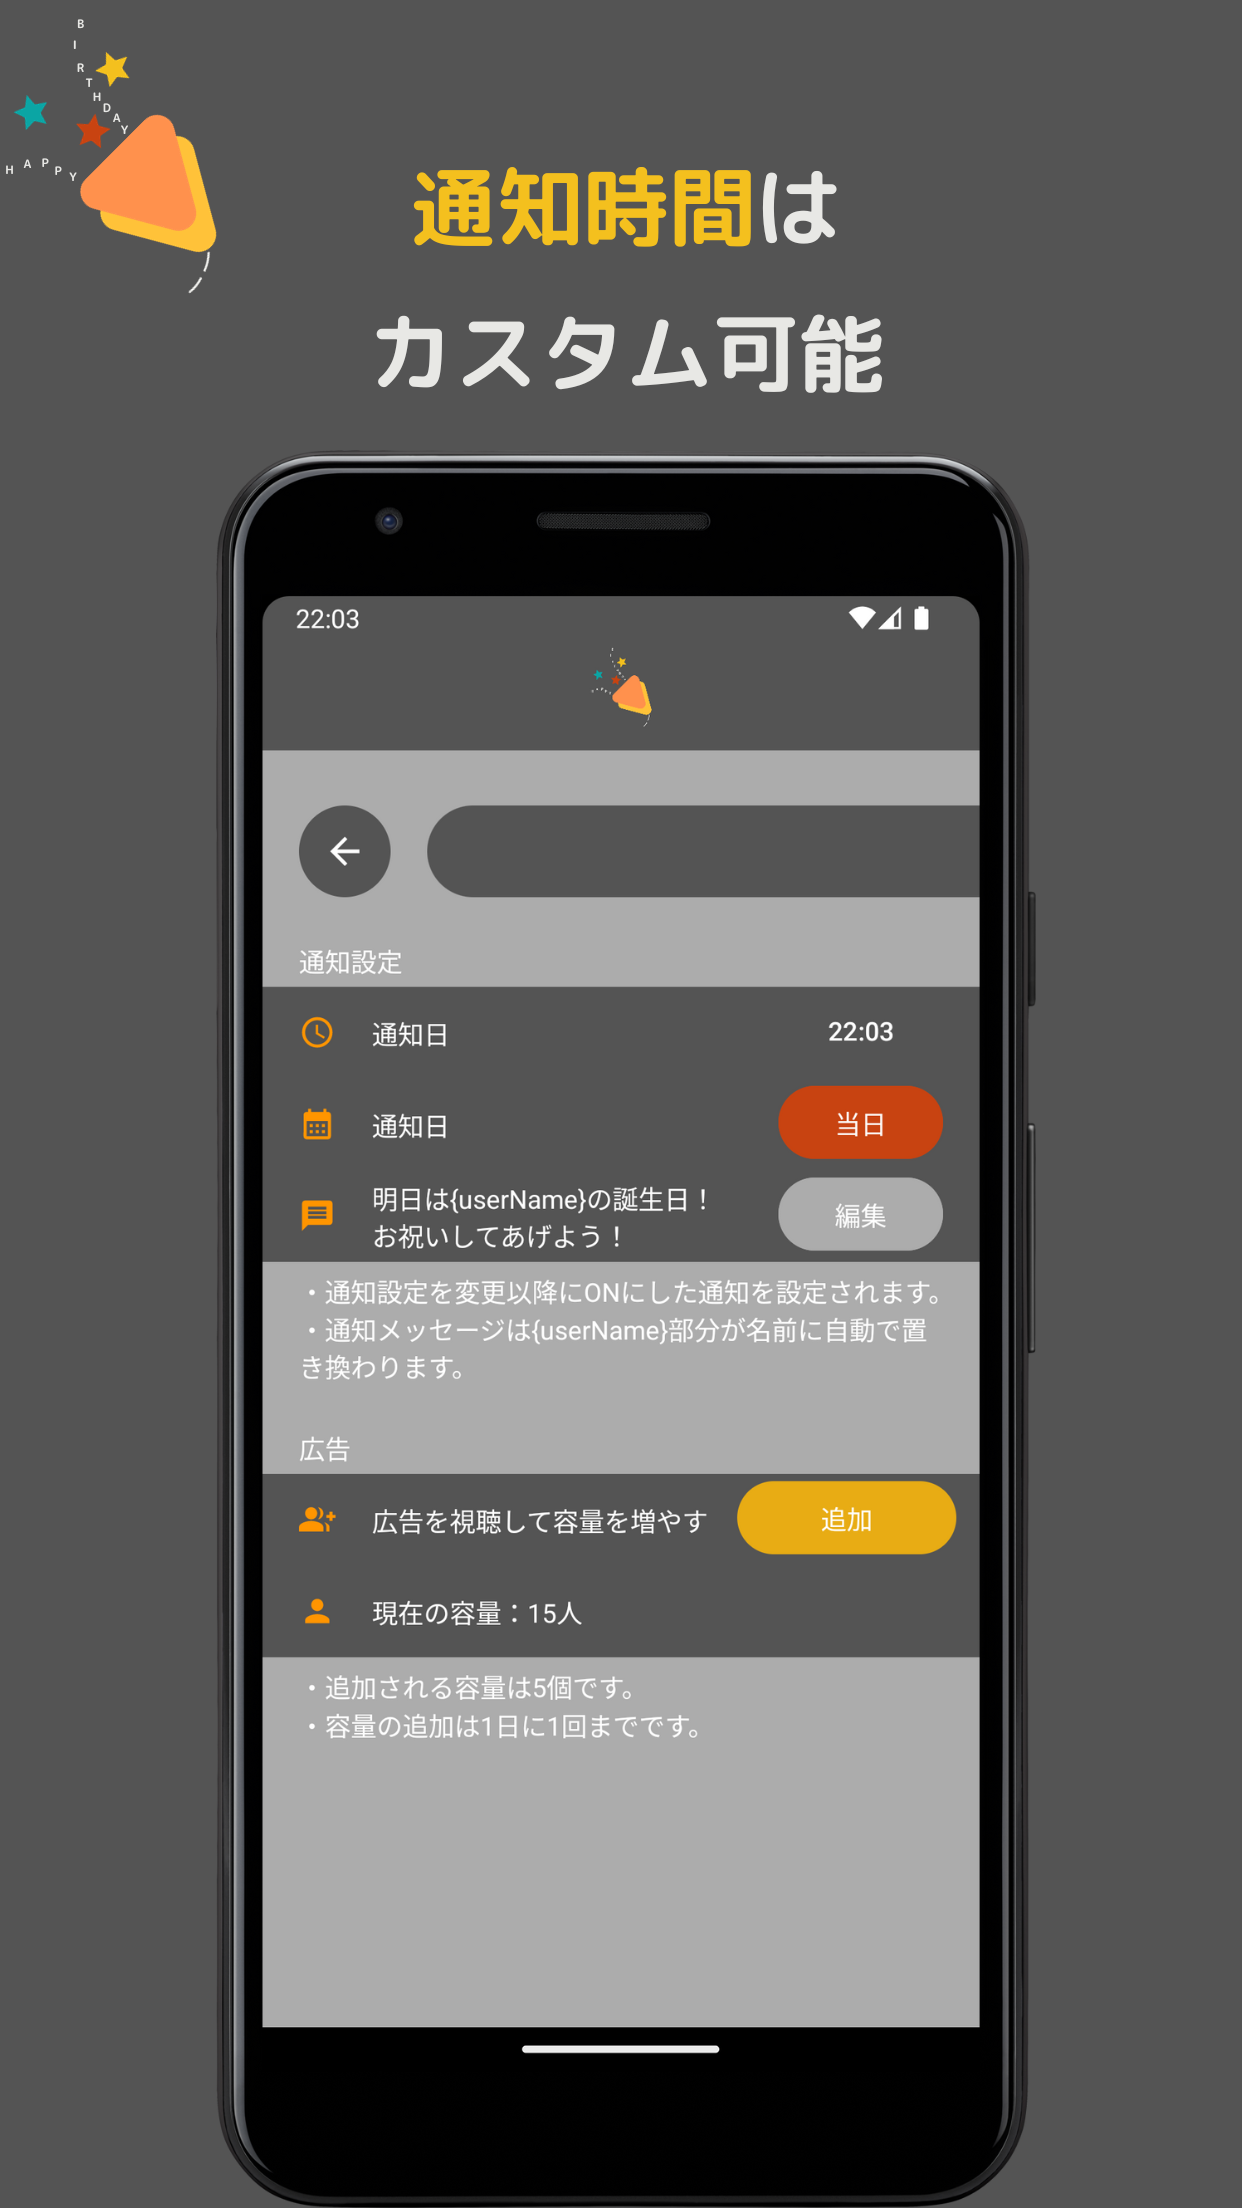 BIRTHDAY
HAPPY
通知時間は
カスタム可能
22:03
通知設定
通知日
22:03
通知日
当日
明日は{userName}の誕生日！
お祝いしてあげよう！
編集
・通知設定を変更以降にONにした通知を設定されます。
・通知メッセージは{userName}部分が名前に自動で置
き換わります。
広告
広告を視聴して容量を増やす
追加
現在の容量：15人
・追加される容量は5個です。
・容量の追加は1日に1回までです。